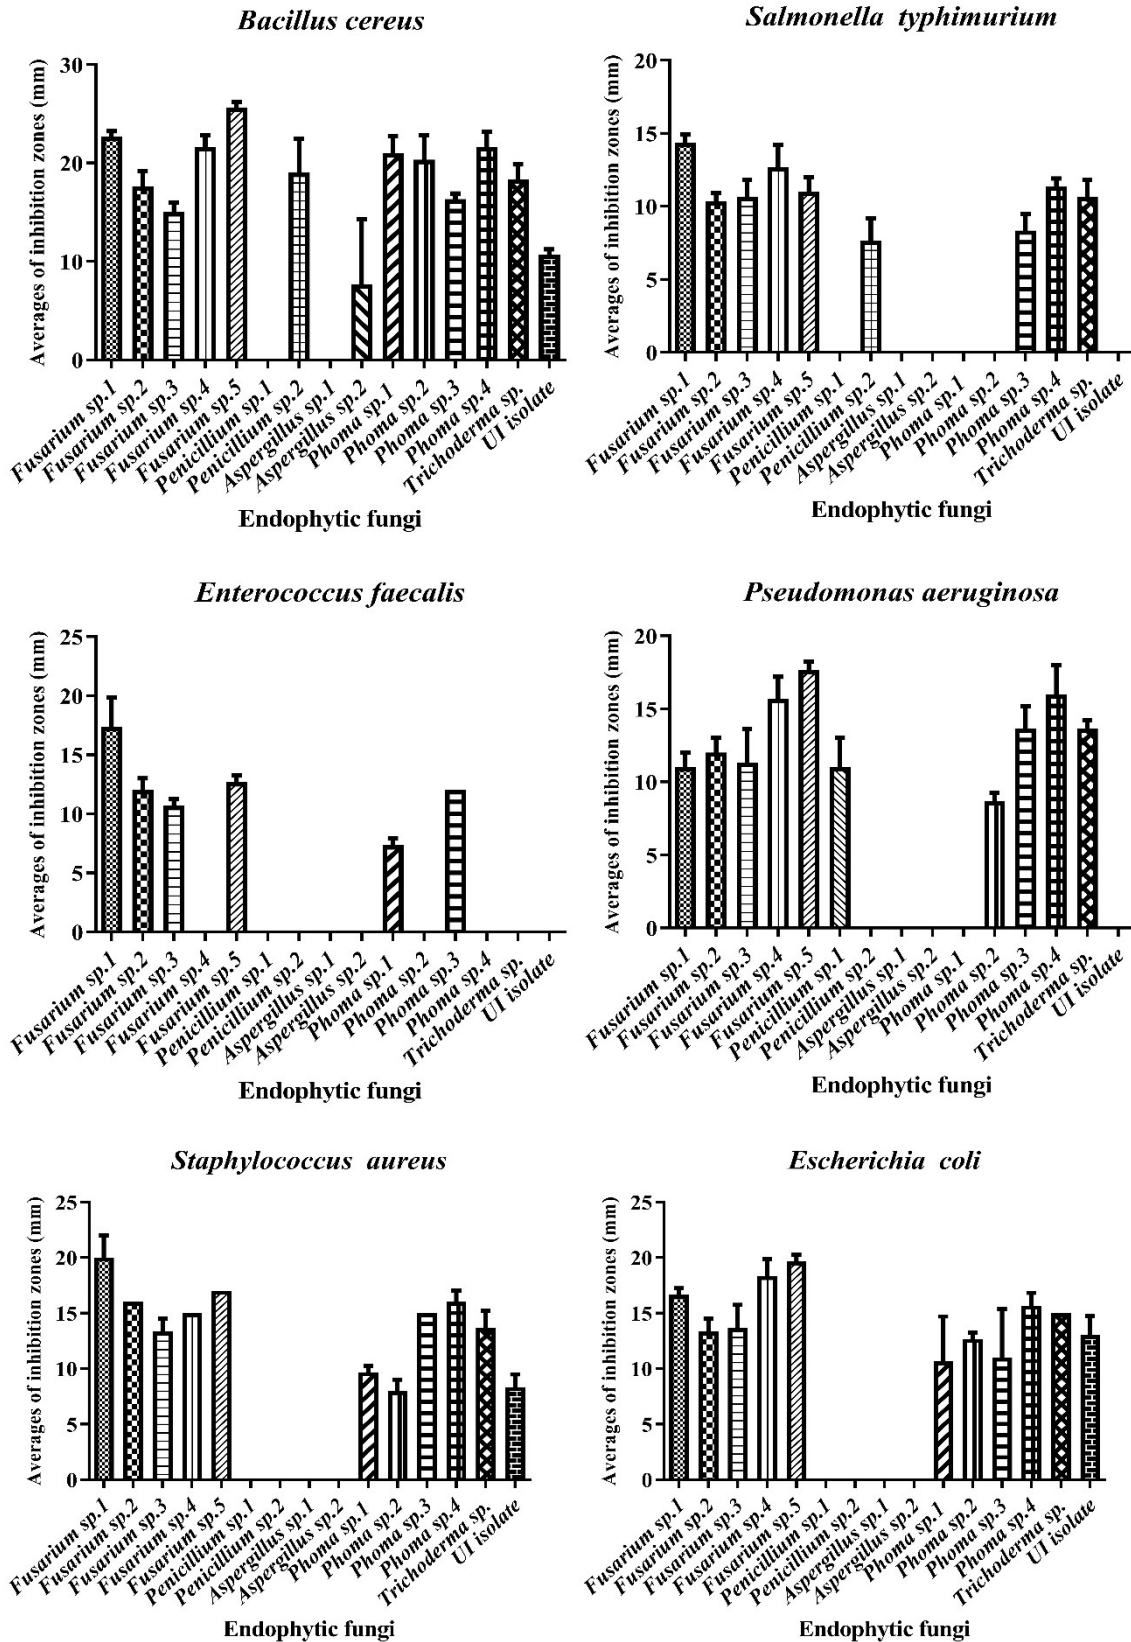 Bacillus cereus
Averages of inhibition zones (mm)
30
20
10
0
Fusarium sp.1
Fusarium sp.2
Fusarium sp.3
Fusarium sp.4
Fusarium sp.5
Penicillium sp.1
Penicillium sp.2
Aspergillus sp.1
Aspergillus sp.2
Phoma sp.1
Phoma sp.2
Phoma sp.3
Phoma sp.4
Trichoderma sp.
UI isolate
Endophytic fungi
Salmonella typhimurium
Averages of inhibition zones (mm)
20
15
10
5
0
Fusarium sp.1
Fusarium sp.2
Fusarium sp.3
Fusarium sp.4
Fusarium sp.5
Penicillium sp.1
Penicillium sp.2
Aspergillus sp.1
Aspergillus sp.2
Phoma sp.1
Phoma sp.2
Phoma sp.3
Phoma sp.4
Trichoderma sp.
UI isolate
Endophytic fungi
Enterococcus faecalis
Averages of inhibition zones (mm)
25
20
15
10
5
0
Fusarium sp.1
Fusarium sp.2
Fusarium sp.3
Fusarium sp.4
Fusarium sp.5
Penicillium sp.1
Penicillium sp.2
Aspergillus sp.1
Aspergillus sp.2
Phoma sp.1
Phoma sp.2
Phoma sp.3
Phoma sp.4
Trichoderma sp.
UI isolate
Endophytic fungi
Pseudomonas aeruginosa
Averages of inhibition zones (mm)
20
15
10
5
0
Fusarium sp.1
Fusarium sp.2
Fusarium sp.3
Fusarium sp.4
Fusarium sp.5
Penicillium sp.1
Penicillium sp.2
Aspergillus sp.1
Aspergillus sp.2
Phoma sp.1
Phoma sp.2
Phoma sp.3
Phoma sp.4
Trichoderma sp.
UI isolate
Endophytic fungi
Staphylococcus aureus
Averages of inhibition zones (mm)
25
20
15
10
5
0
Fusarium sp.1
Fusarium sp.2
Fusarium sp.3
Fusarium sp.4
Fusarium sp.5
Penicillium sp.1
Penicillium sp.2
Aspergillus sp.1
Aspergillus sp.2
Phoma sp.1
Phoma sp.2
Phoma sp.3
Phoma sp.4
Trichoderma sp.
UI isolate
Endophytic fungi
Escherichia coli
Averages of inhibition zones (mm)
25
20
15
10
5
0
Fusarium sp.1
Fusarium sp.2
Fusarium sp.3
Fusarium sp.4
Fusarium sp.5
Penicillium sp.1
Penicillium sp.2
Aspergillus sp.1
Aspergillus sp.2
Phoma sp.1
Phoma sp.2
Phoma sp.3
Phoma sp.4
Trichoderma sp.
UI isolate
Endophytic fungi